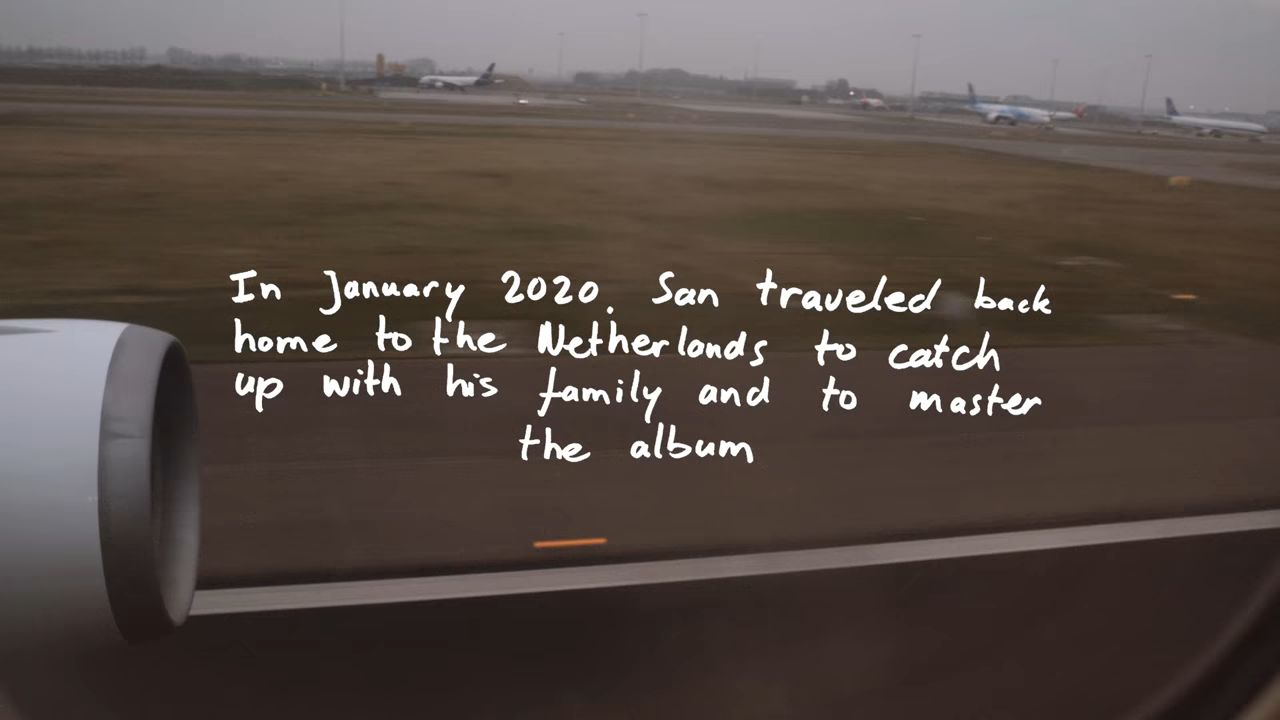 In January 2020, San traveled back
home to the Netherlands to catch
up with his family and to master
the album